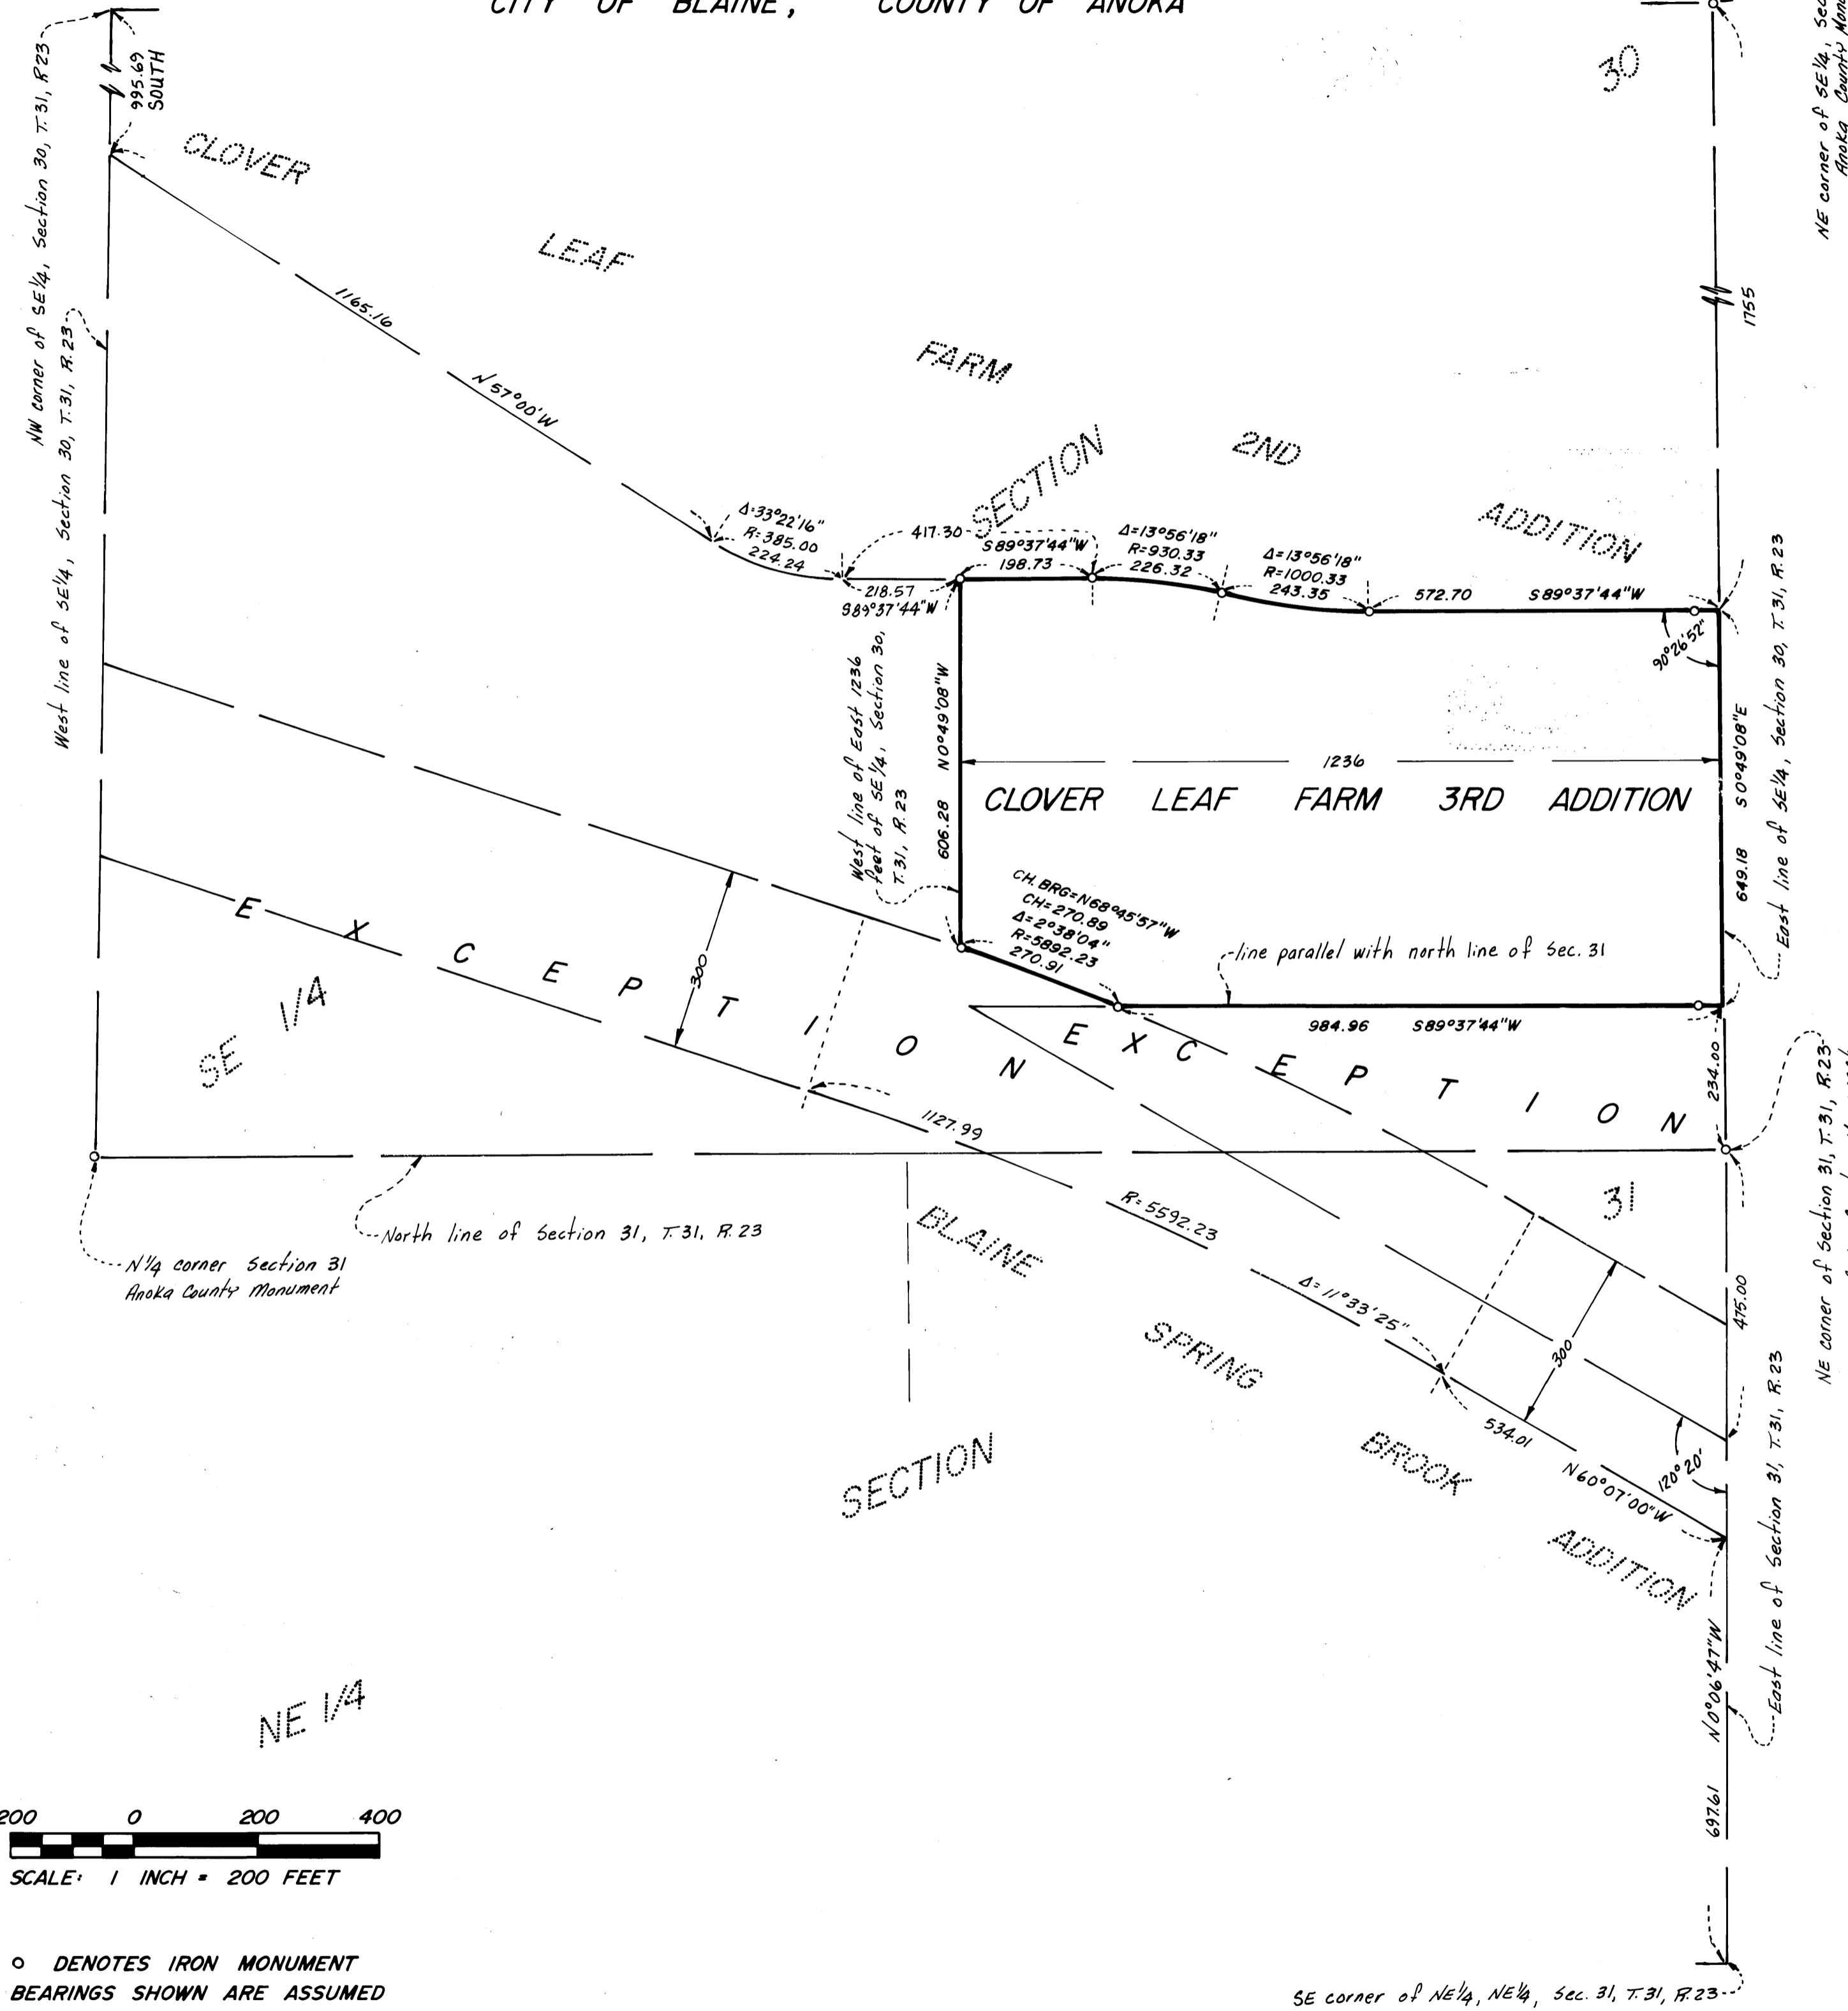 CITY OF BLAINE, COUNTY OF ANOKA
995.69
SOUTH
30
NW corner of SE¼, Section 30, T.31, R23
West line of SE¼, Section 30, T.31, R.23
NE corner of SE¼,
Anoka County
CLOVER
LEAF
FARM
2ND
ADDITION
SECTION
1755
1165.16
N57°00'W
Δ=33°22'16"
R=385.00
224.24
417.30
S89°37'44"W
198.73
218.57
S89°37'44"W
Δ=13°56'18"
R=930.33
226.32
Δ=13°56'18"
R=1000.33
243.35
572.70 S89°37'44"W
90°26'52"
West line of East 1236
feet of SE¼, Section 30,
T.31, R.23
606.28 N0°49'08"W
1236
CLOVER LEAF FARM 3RD ADDITION
649.18 S0°49'08"E
East line of SE¼, Section 30, T.31, R.23
CH. BRG=N68°45'57"W
CH=270.89
Δ=2°38'04"
R=5892.23
270.91
line parallel with north line of Sec. 31
984.96 S89°37'44"W
234.00
EXCEPTION
300
EXCEPTION
SE 1/4
1127.99
R=5592.23
Δ=11°33'25"
North line of Section 31, T.31, R.23
N¼ corner Section 31
Anoka County Monument
31
NE corner of Section 31, T.31, R.23
BLAINE
SPRING
BROOK
ADDITION
SECTION
475.00
300
534.01
N60°07'00"W
120°20'
East line of Section 31, T.31, R.23
N0°06'47"W
697.61
NE 1/4
200 0 200 400
SCALE: 1 INCH = 200 FEET
o DENOTES IRON MONUMENT
BEARINGS SHOWN ARE ASSUMED
SE corner of NE¼, NE¼, Sec. 31, T.31, R.23